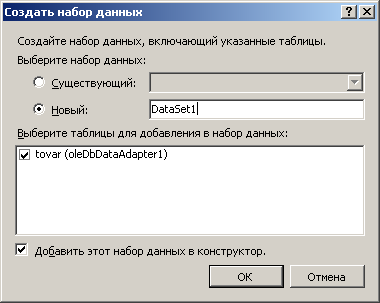 Создать набор данных
Создайте набор данных, включающий указанные таблицы.
Выберите набор данных:
Существующий:
Новый:
DataSet1
Выберите таблицы для добавления в набор данных:
tovar (oleDbDataAdapter1)
Добавить этот набор данных в конструктор.
OK
Отмена